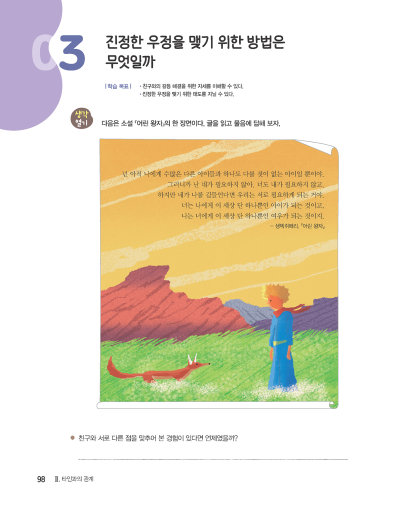 03
진정한 우정을 맺기 위한 방법은
무엇일까
| 학습 목표 | · 친구와의 갈등 해결을 위한 자세를 이해할 수 있다.
· 진정한 우정을 맺기 위한 태도를 지닐 수 있다.
생각
열기
다음은 소설 『어린 왕자』의 한 장면이다. 글을 읽고 물음에 답해 보자.
넌 아직 나에게 수많은 다른 아이들과 하나도 다를 것이 없는 아이일 뿐이야.
그러니까 난 네가 필요하지 않아. 너도 내가 필요하지 않고.
하지만 네가 나를 길들인다면 우리는 서로 필요하게 되는 거야.
너는 나에게 이 세상 단 하나뿐인 아이가 되는 것이고,
나는 너에게 이 세상 단 하나뿐인 여우가 되는 것이지.
– 생텍쥐페리, 『어린 왕자』
친구와 서로 다른 점을 맞추어 본 경험이 있다면 언제였을까?
98 Ⅱ. 타인과의 관계